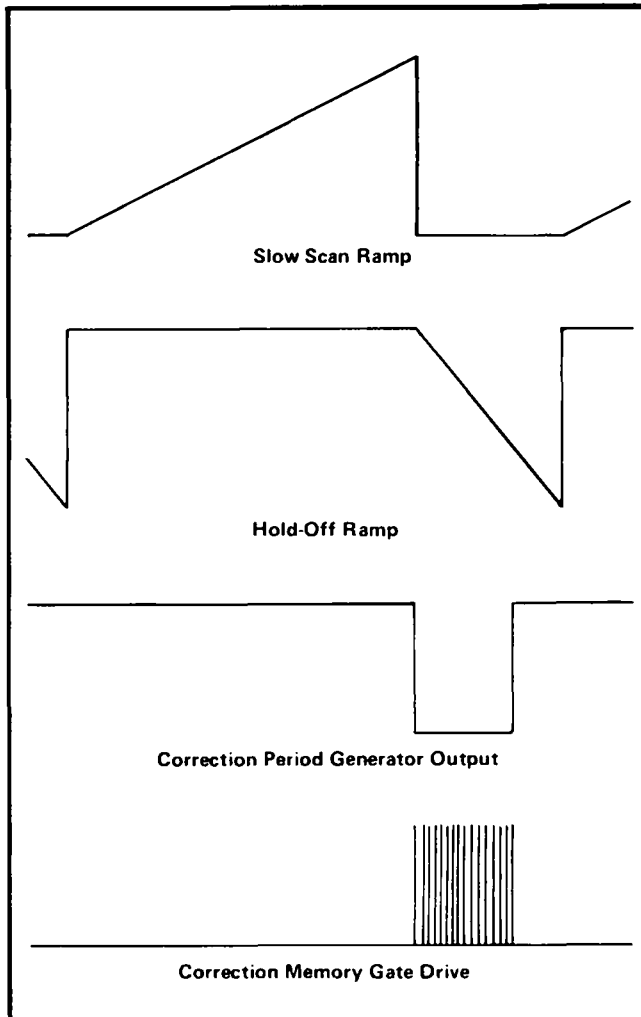 Slow Scan Ramp
Hold-Off Ramp
Correction Period Generator Output
Correction Memory Gate Drive